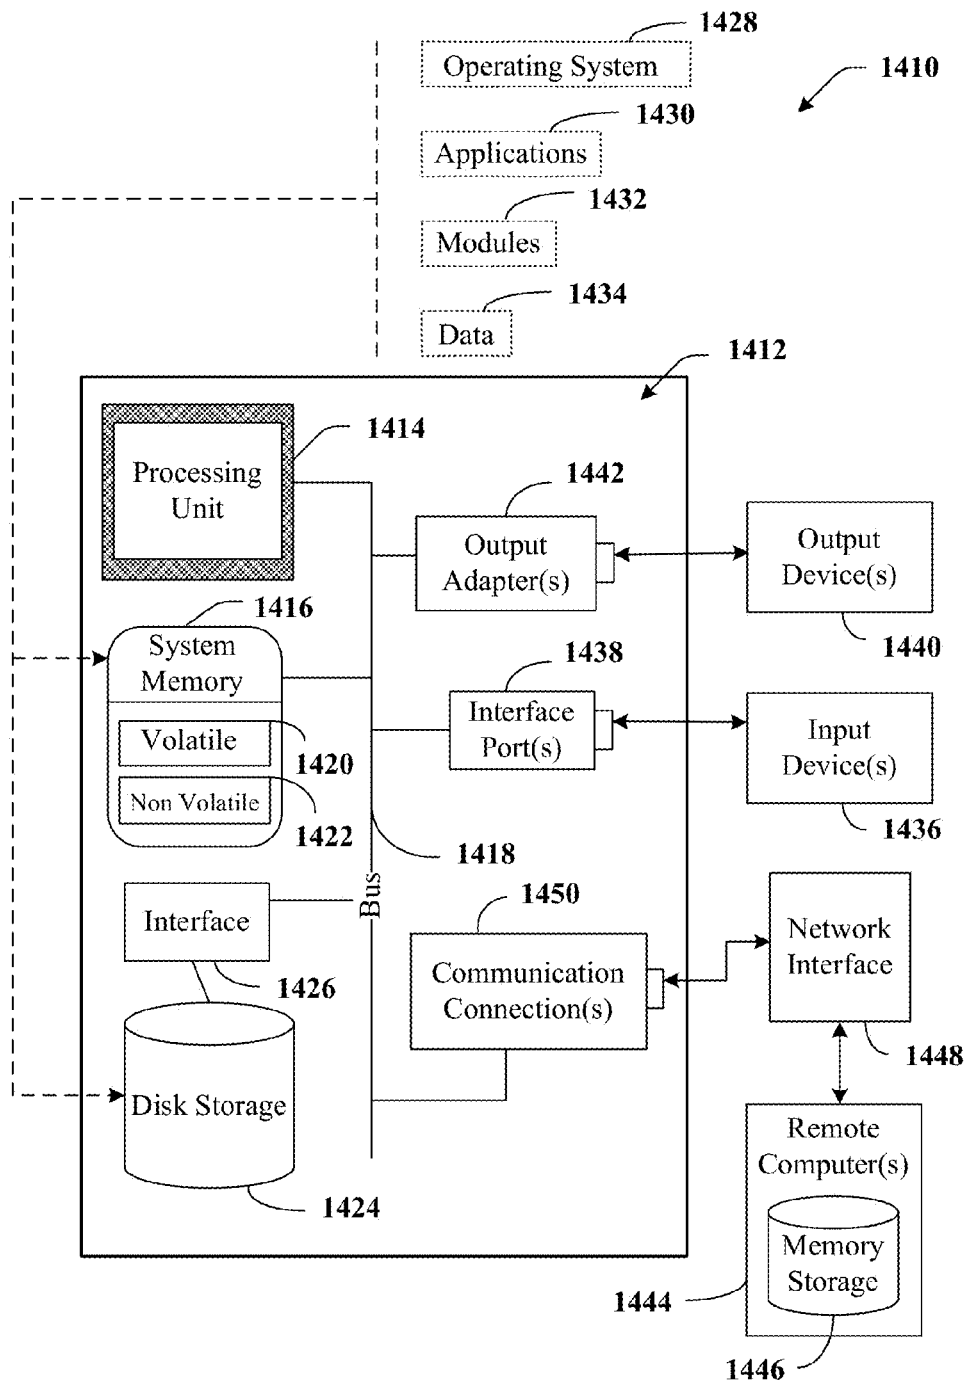 1428
Operating System
1410
1430
Applications
1432
Modules
1434
Data
1412
1414
Processing
Unit
1442
Output
Adapter(s)
Output
Device(s)
1440
1416
System
Memory
1438
Interface
Port(s)
Input
Device(s)
1436
Volatile
1420
Non Volatile
1422
1418
Bus
1450
Interface
1426
Communication
Connection(s)
Network
Interface
1448
Disk Storage
1424
Remote
Computer(s)
Memory
Storage
1444
1446